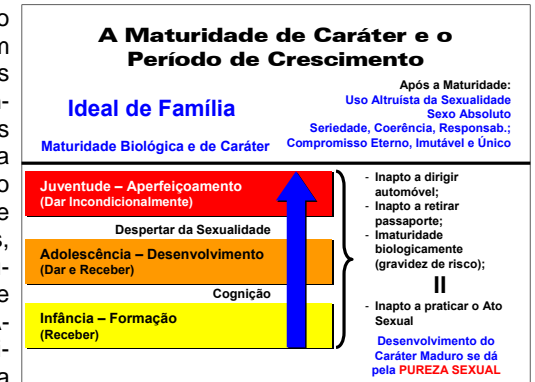 A Maturidade de Caráter e o
Período de Crescimento
Ideal de Família
Maturidade Biológica e de Caráter
Após a Maturidade:
Uso Altruísta da Sexualidade
Sexo Absoluto
Seriedade, Coerência, Responsab.;
Compromisso Eterno, Imutável e Único
Juventude – Aperfeiçoamento
(Dar Incondicionalmente)
Despertar da Sexualidade
Adolescência – Desenvolvimento
(Dar e Receber)
Cognição
Infância – Formação
(Receber)
- Inapto a dirigir
automóvel;
- Inapto a retirar
passaporte;
- Imaturidade
biologicamente
(gravidez de risco);
=
- Inapto a praticar o Ato
Sexual
Desenvolvimento do
Caráter Maduro se dá
pela PUREZA SEXUAL